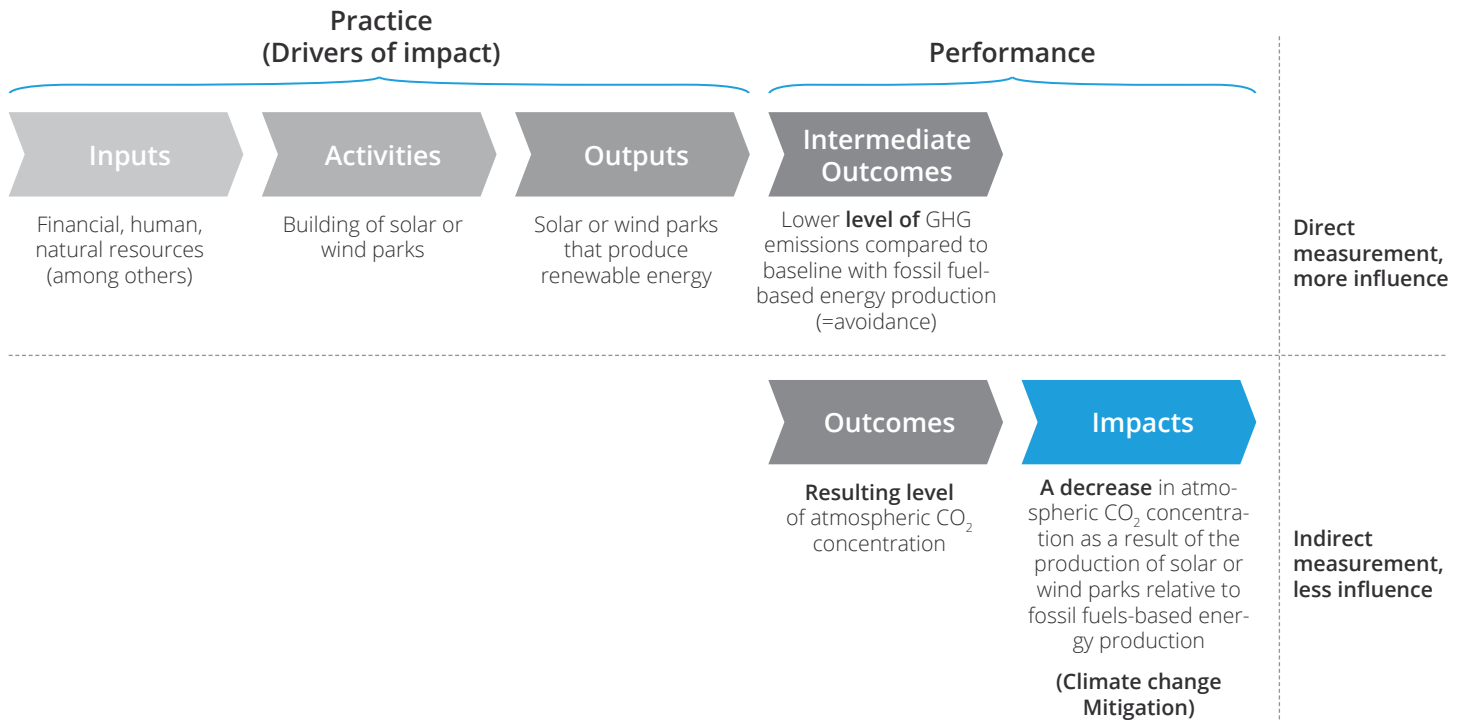 Practice
(Drivers of impact)
Performance
Inputs
Activities
Outputs
Intermediate
Outcomes
Financial, human,
natural resources
(among others)
Building of solar or
wind parks
Solar or wind parks
that produce
renewable energy
Lower level of GHG
emissions compared to
baseline with fossil fuel-
based energy production
(=avoidance)
Direct
measurement,
more influence
Outcomes
Impacts
Resulting level
of atmospheric CO₂
concentration
A decrease in atmo-
spheric CO₂ concentra-
tion as a result of the
production of solar or
wind parks relative to
fossil fuels-based ener-
gy production
(Climate change
Mitigation)
Indirect
measurement,
less influence